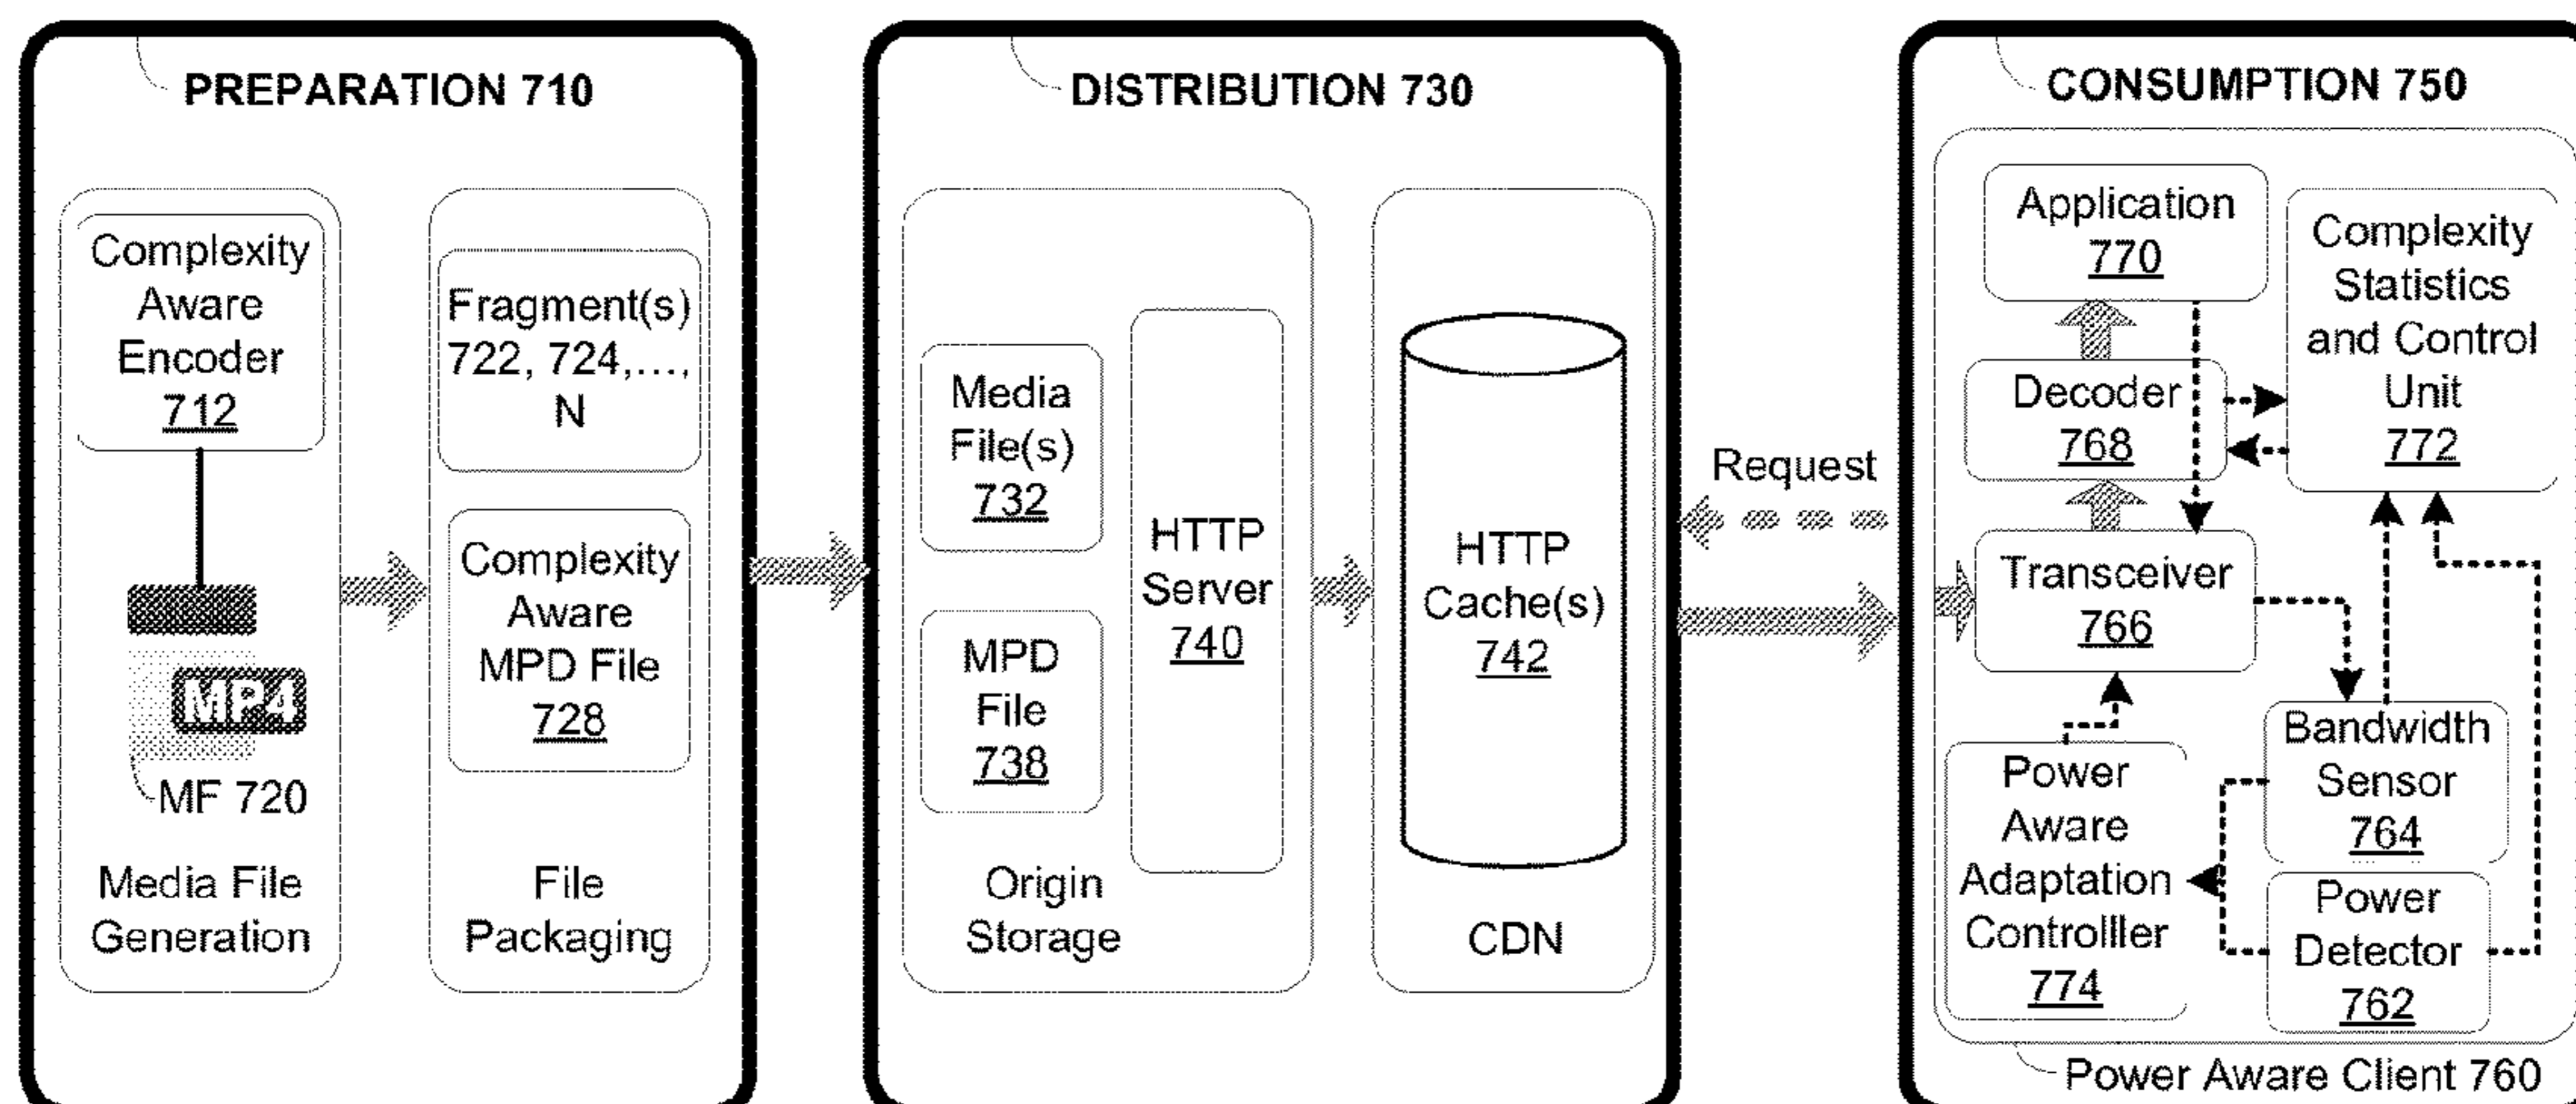 PREPARATION 710
Complexity
Aware
Encoder
712
MP4
MF 720
Media File
Generation
Fragment(s)
722, 724,...,
N
Complexity
Aware
MPD File
728
File
Packaging
DISTRIBUTION 730
Media
File(s)
732
MPD
File
738
HTTP
Server
740
Origin
Storage
HTTP
Cache(s)
742
CDN
Request
CONSUMPTION 750
Application
770
Complexity
Statistics
and Control
Unit
772
Decoder
768
Transceiver
766
Bandwidth
Sensor
764
Power
Aware
Adaptation
Controlller
774
Power
Detector
762
Power Aware Client 760